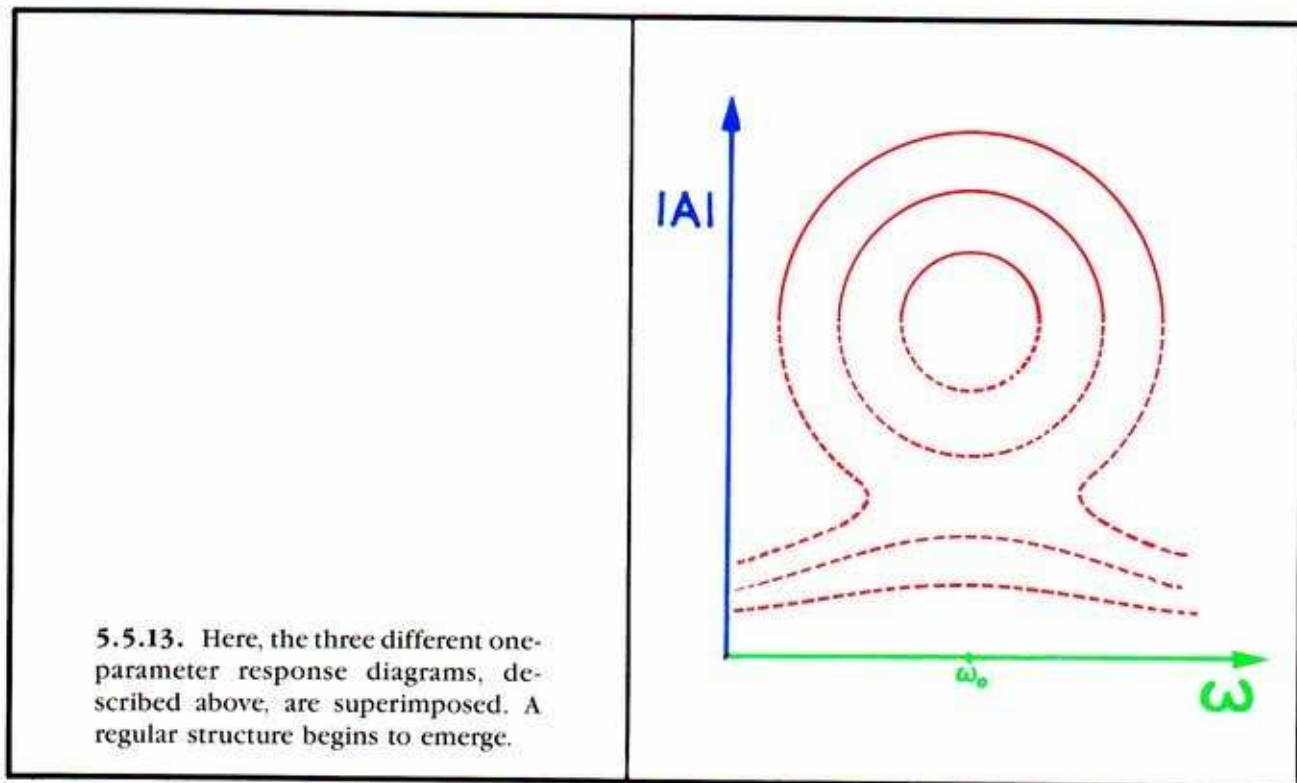 5.5.13. Here, the three different one-
parameter response diagrams, de-
scribed above, are superimposed. A
regular structure begins to emerge.
|A|
ω₀
ω